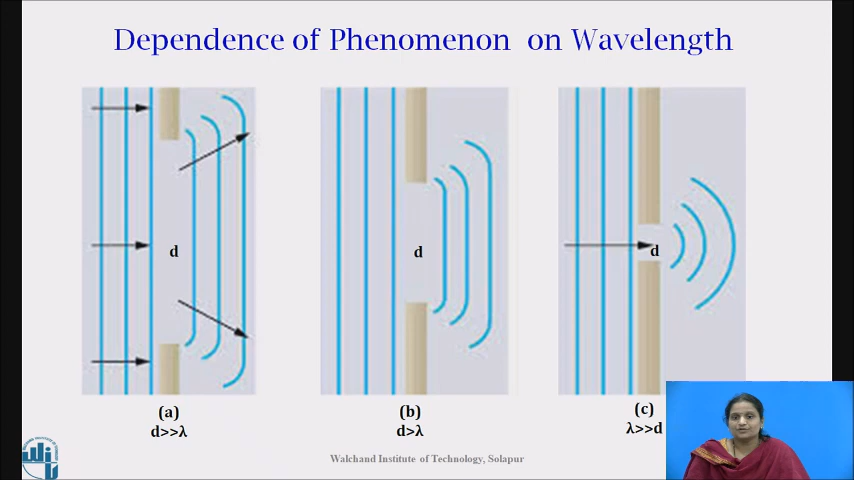 Dependence of Phenomenon on Wavelength
d
d
d
(a)
d>>λ
(b)
d>λ
(c)
λ>>d
Walchand Institute of Technology, Solapur